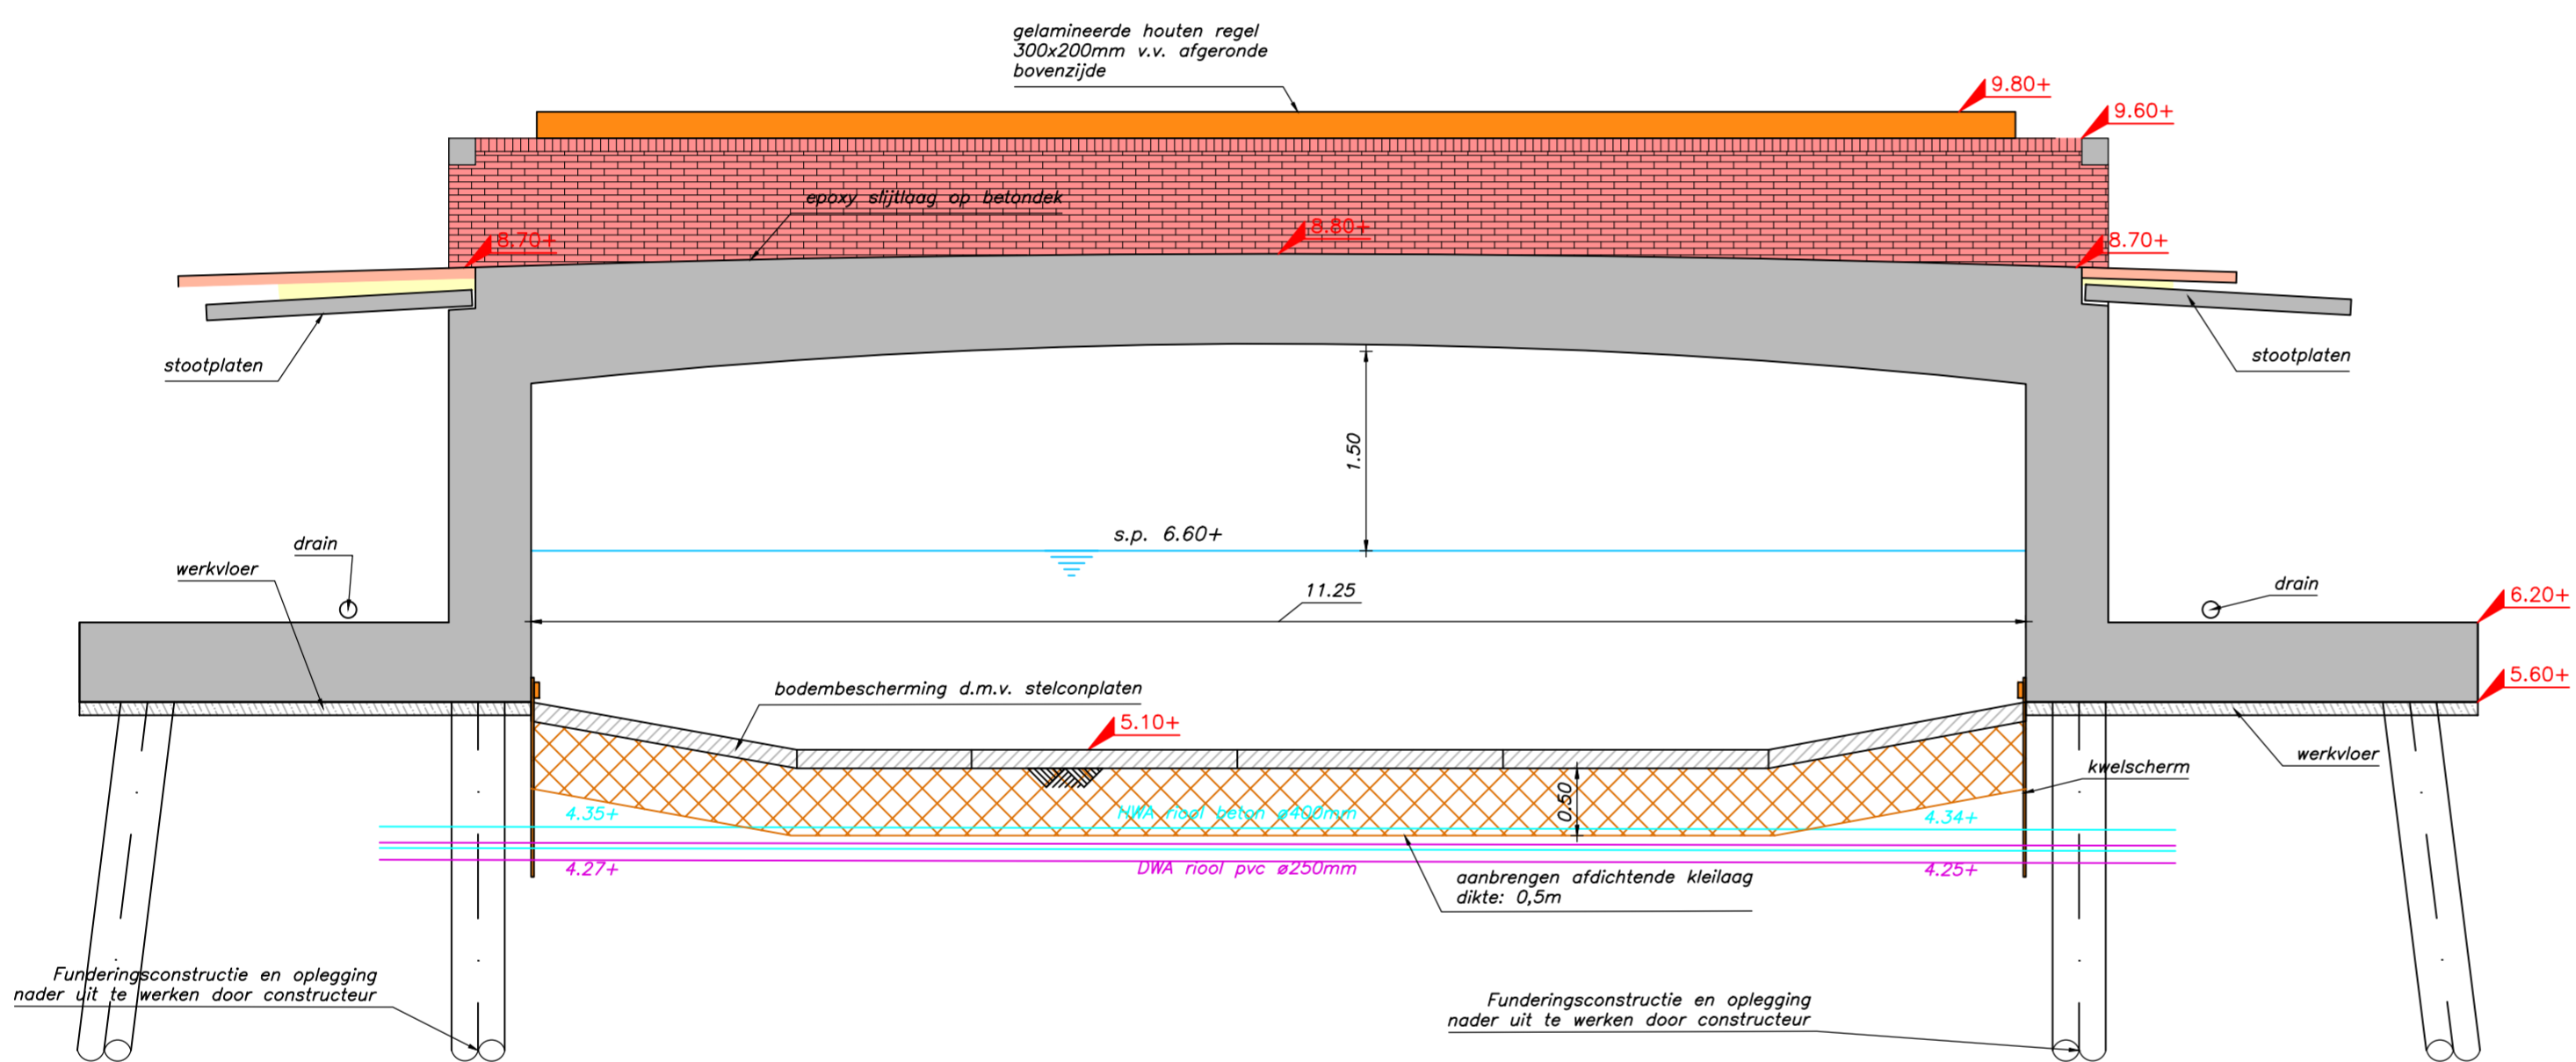 gelamineerde houten regel
300x200mm v.v. afgeronde
bovenzijde
9.80+
9.60+
epoxy slijtlaag op betondek
8.70+
8.80+
8.70+
stootplaten
stootplaten
1.50
s.p. 6.60+
drain
werkvloer
11.25
drain
6.20+
5.60+
bodembescherming d.m.v. stelconplaten
5.10+
werkvloer
kwelscherm
0.50
4.35+
HWA riool beton ø400mm
4.34+
4.27+
DWA riool pvc ø250mm
4.25+
aanbrengen afdichtende kleilaag
dikte: 0,5m
Funderingsconstructie en oplegging
nader uit te werken door constructeur
Funderingsconstructie en oplegging
nader uit te werken door constructeur